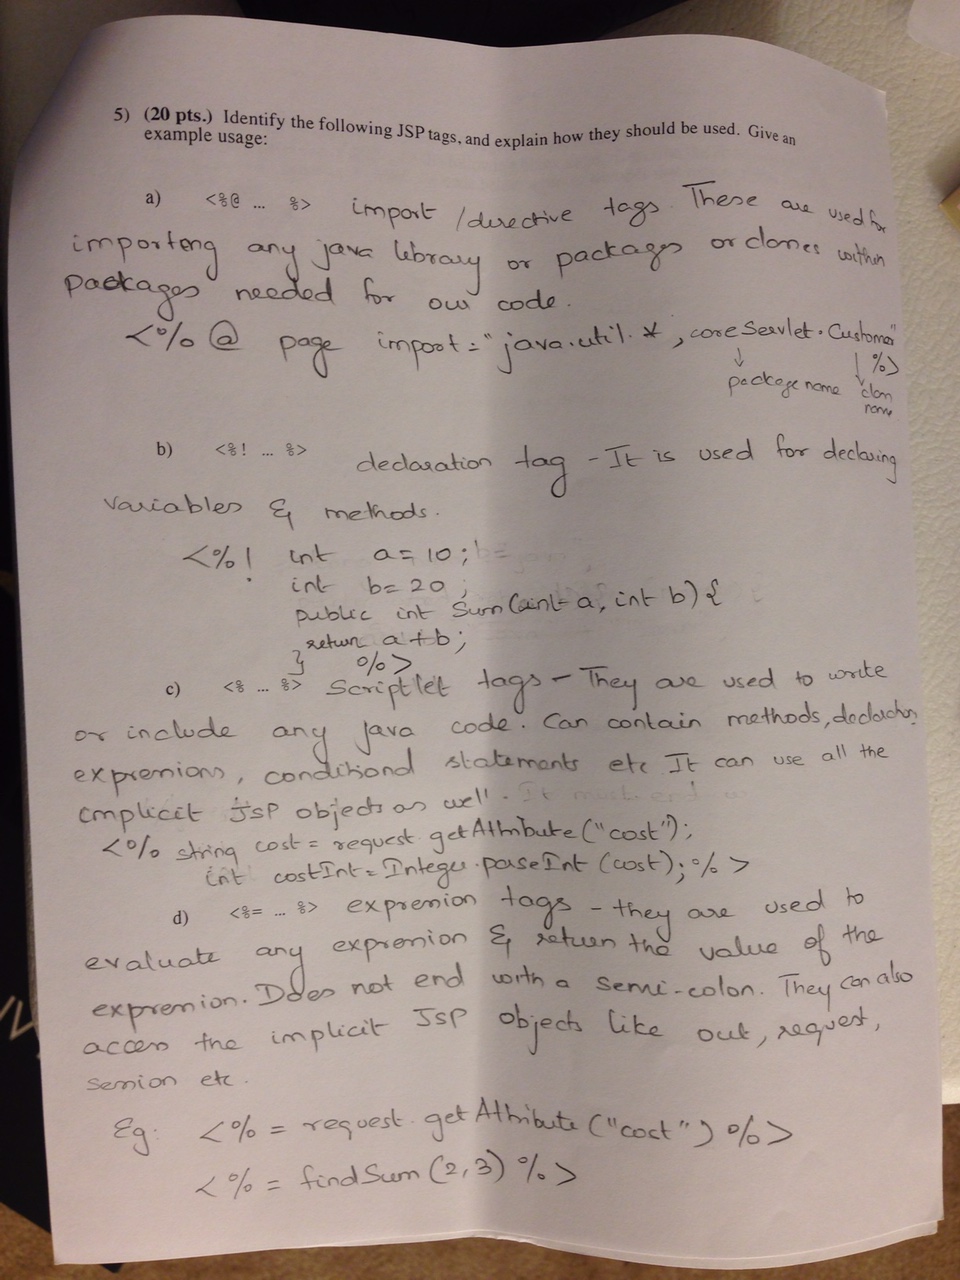 5) (20 pts.) Identify the following JSP tags, and explain how they should be used. Give an
example usage:
a) <%@ ... %> import /directive tags. These are used for
importing any java library or packages or classes within
packages needed for our code.
<% @ page import="java.util.*, coreServlet.Customer"
%>
package name class
name
b) <%! ... %> declaration tag - It is used for declaring
variables & methods.
<%! int a=10;
int b=20;
public int Sum(int a, int b){
return a+b;
} %>
c) <% ... %> Scriptlet tags - They are used to write
or include any java code. Can contain methods, declaration,
expressions, conditional statements etc It can use all the
implicit JSP objects as well.
<% string cost = request.getAttribute("cost");
int costInt = Integer.parseInt (cost); %>
d) <%= ... %> expression tags - they are used to
evaluate any expression & return the value of the
expression. Does not end with a semi-colon. They can also
access the implicit JSP objects like out, request,
session etc.
Eg: <% = request.getAttribute ("cost") %>
<% = findSum (2,3) %>